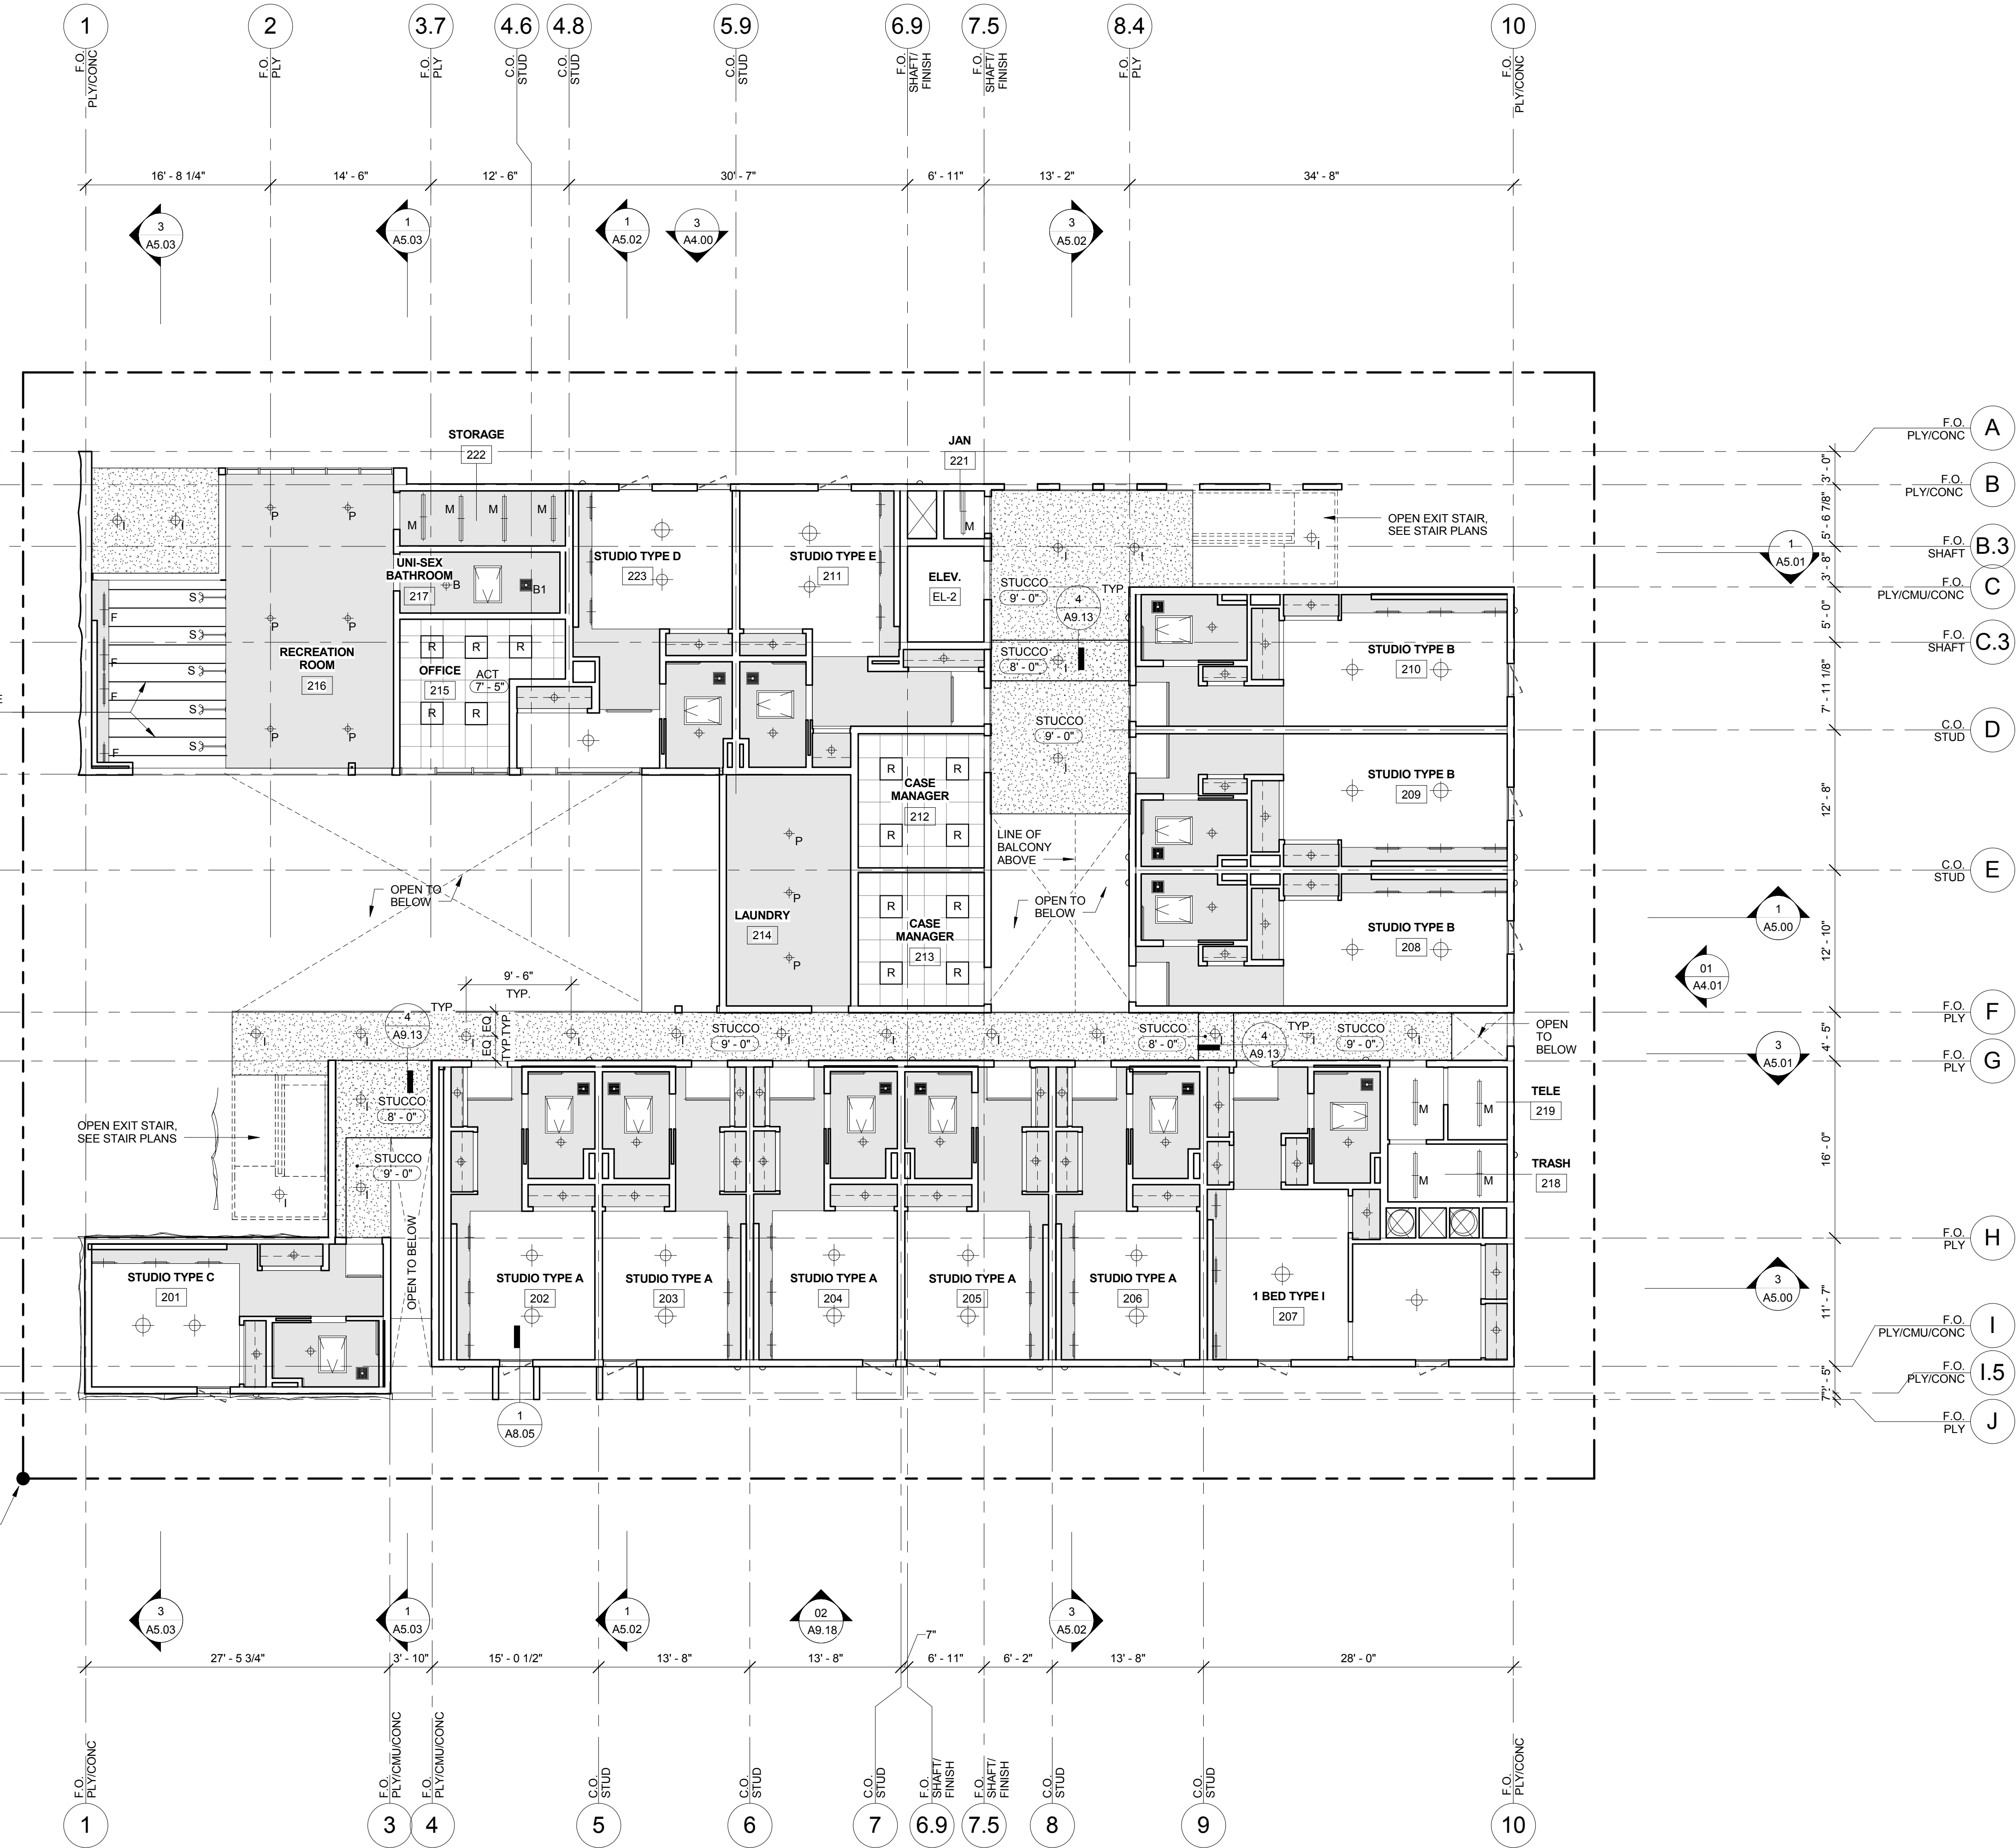 1
2
3.7
4.6
4.8
5.9
6.9
7.5
8.4
10
F.O.
PLY/CONC
F.O.
PLY
F.O.
PLY
C.O.
STUD
C.O.
STUD
C.O.
STUD
F.O.
SHAFT/
FINISH
F.O.
SHAFT/
FINISH
F.O.
PLY
F.O.
PLY/CONC
16' - 8 1/4"
14' - 6"
12' - 6"
30' - 7"
6' - 11"
13' - 2"
34' - 8"
3
A5.03
1
A5.03
1
A5.02
3
A4.00
3
A5.02
F.O.
PLY/CONC
A
3' - 0"
F.O.
PLY/CONC
B
5' - 6 7/8"
F.O.
SHAFT
B.3
3' - 8"
F.O.
PLY/CMU/CONC
C
5' - 0"
F.O.
SHAFT
C.3
7' - 11 1/8"
C.O.
STUD
D
12' - 8"
C.O.
STUD
E
12' - 10"
F.O.
PLY
F
4' - 5"
F.O.
PLY
G
16' - 0"
F.O.
PLY
H
11' - 7"
F.O.
PLY/CMU/CONC
I
2' - 5"
F.O.
PLY/CONC
I.5
7"
F.O.
PLY
J
1
A5.01
1
A5.00
01
A4.01
3
A5.01
3
A5.00
STORAGE
222
M
M
M
M
JAN
221
M
OPEN EXIT STAIR,
SEE STAIR PLANS
I
I
I
P
P
UNI-SEX
BATHROOM
217
B
B1
STUDIO TYPE D
223
STUDIO TYPE E
211
ELEV.
EL-2
STUCCO
9' - 0"
I
I
4
A9.13
TYP.
S
F
S
P
P
RECREATION
ROOM
216
S
F
S
F
S
F
P
P
E
R
R
R
OFFICE
215
ACT
7' - 5"
R
R
STUCCO
8' - 0"
I
STUCCO
9' - 0"
I
STUDIO TYPE B
210
STUDIO TYPE B
209
STUDIO TYPE B
208
R
R
CASE
MANAGER
212
R
R
R
R
CASE
MANAGER
213
R
R
P
P
LAUNDRY
214
P
LINE OF
BALCONY
ABOVE
OPEN TO
BELOW
OPEN TO
BELOW
9' - 6"
TYP.
TYP.
4
A9.13
EQ
EQ
TYP
TYP
I
I
I
I
I
I
I
I
I
I
I
STUCCO
9' - 0"
STUCCO
8' - 0"
4
A9.13
TYP.
STUCCO
9' - 0"
OPEN
TO
BELOW
OPEN EXIT STAIR,
SEE STAIR PLANS
I
I
STUCCO
8' - 0"
STUCCO
9' - 0"
I
OPEN TO BELOW
M
M
TELE
219
M
M
TRASH
218
STUDIO TYPE C
201
STUDIO TYPE A
202
STUDIO TYPE A
203
STUDIO TYPE A
204
STUDIO TYPE A
205
STUDIO TYPE A
206
1 BED TYPE I
207
1
A8.05
3
A5.03
1
A5.03
1
A5.02
02
A9.18
3
A5.02
27' - 5 3/4"
3' - 10"
15' - 0 1/2"
13' - 8"
13' - 8"
7"
6' - 11"
6' - 2"
13' - 8"
28' - 0"
F.O.
PLY/CONC
F.O.
PLY/CMU/CONC
F.O.
PLY/CMU/CONC
C.O.
STUD
C.O.
STUD
C.O.
STUD
F.O.
SHAFT/
FINISH
F.O.
SHAFT/
FINISH
C.O.
STUD
C.O.
STUD
F.O.
PLY/CONC
1
3
4
5
6
7
6.9
7.5
8
9
10